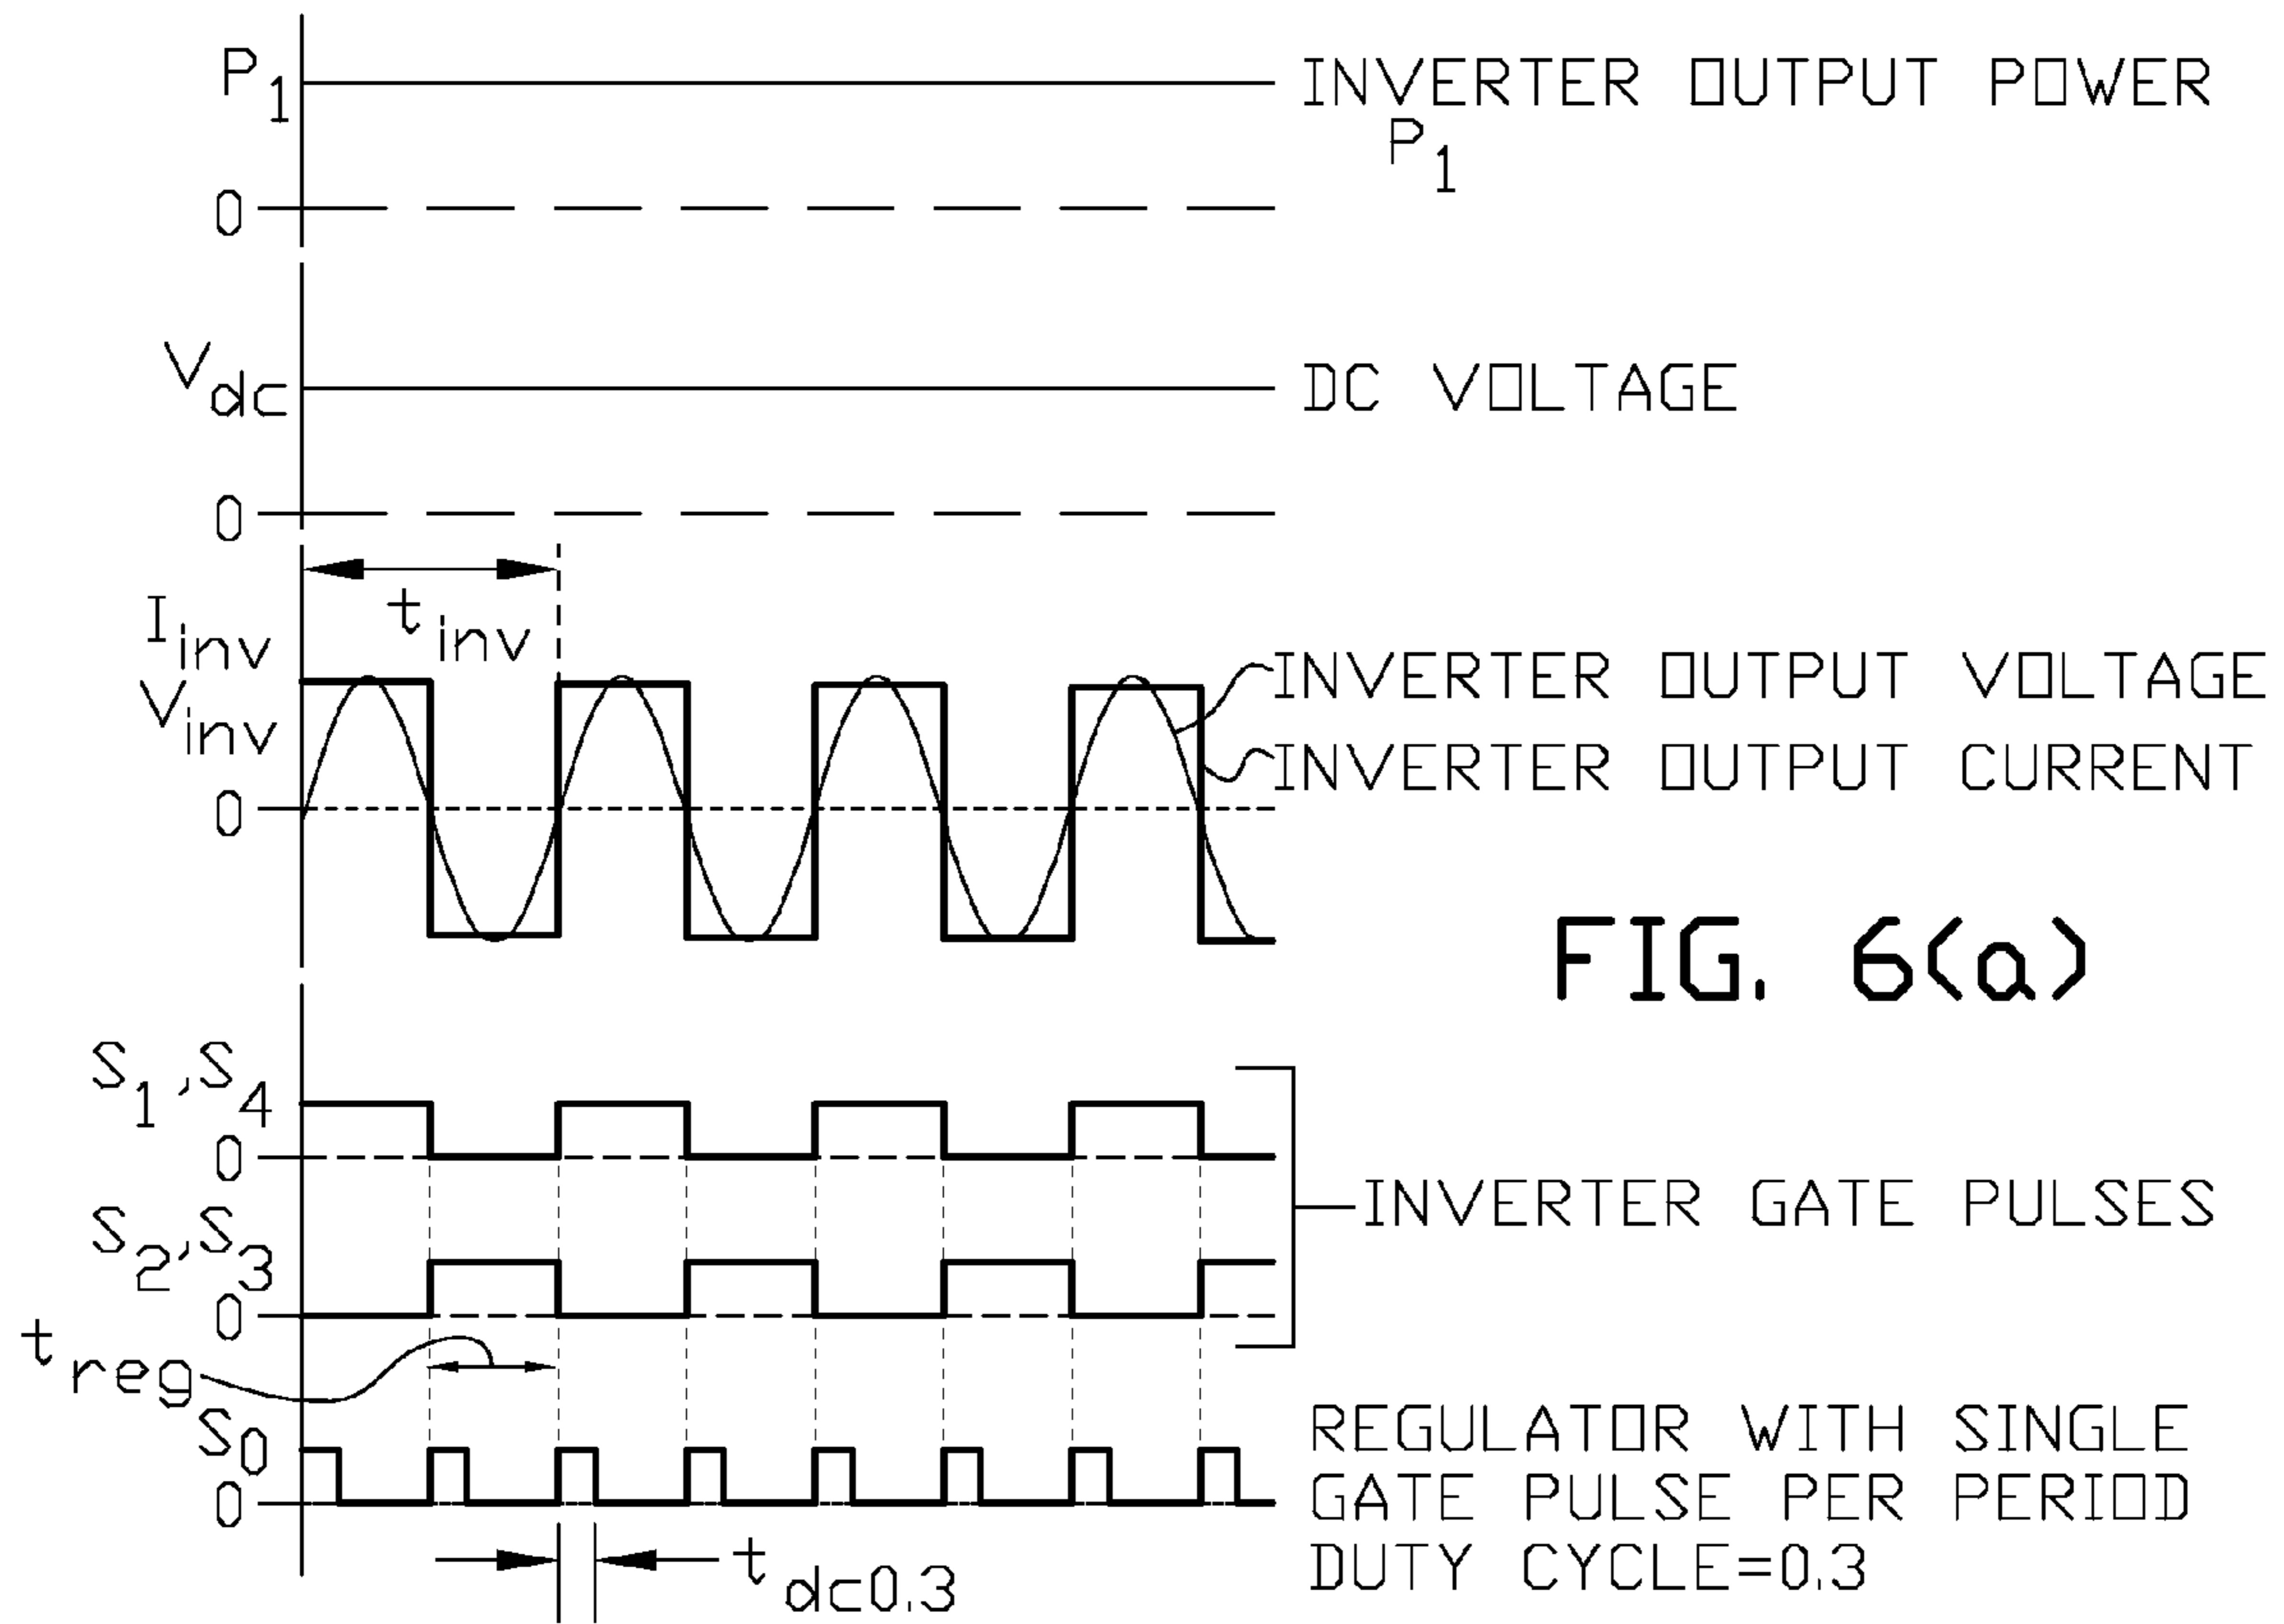 P1 INVERTER OUTPUT POWER
P1
0
Vdc DC VOLTAGE
0
tinv
Iinv
Vinv
INVERTER OUTPUT VOLTAGE
INVERTER OUTPUT CURRENT
0
FIG. 6(a)
S1,S4
0
S2,S3
INVERTER GATE PULSES
0
treg
S0
0
REGULATOR WITH SINGLE
GATE PULSE PER PERIOD
DUTY CYCLE=0.3
tdc0.3